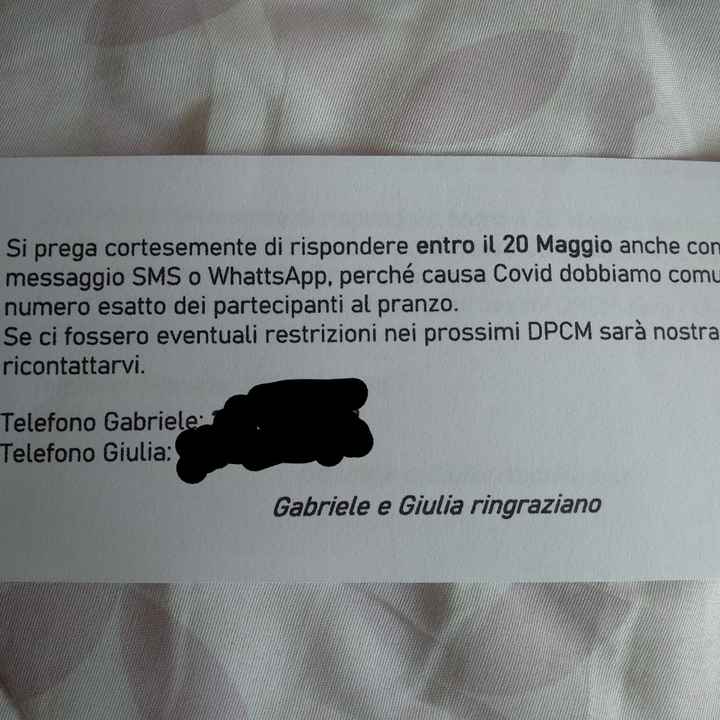 Si prega cortesemente di rispondere entro il 20 Maggio anche con
messaggio SMS o WhattsApp, perché causa Covid dobbiamo comu
numero esatto dei partecipanti al pranzo.
Se ci fossero eventuali restrizioni nei prossimi DPCM sarà nostra
ricontattarvi.
Telefono Gabriele:
Telefono Giulia:
Gabriele e Giulia ringraziano